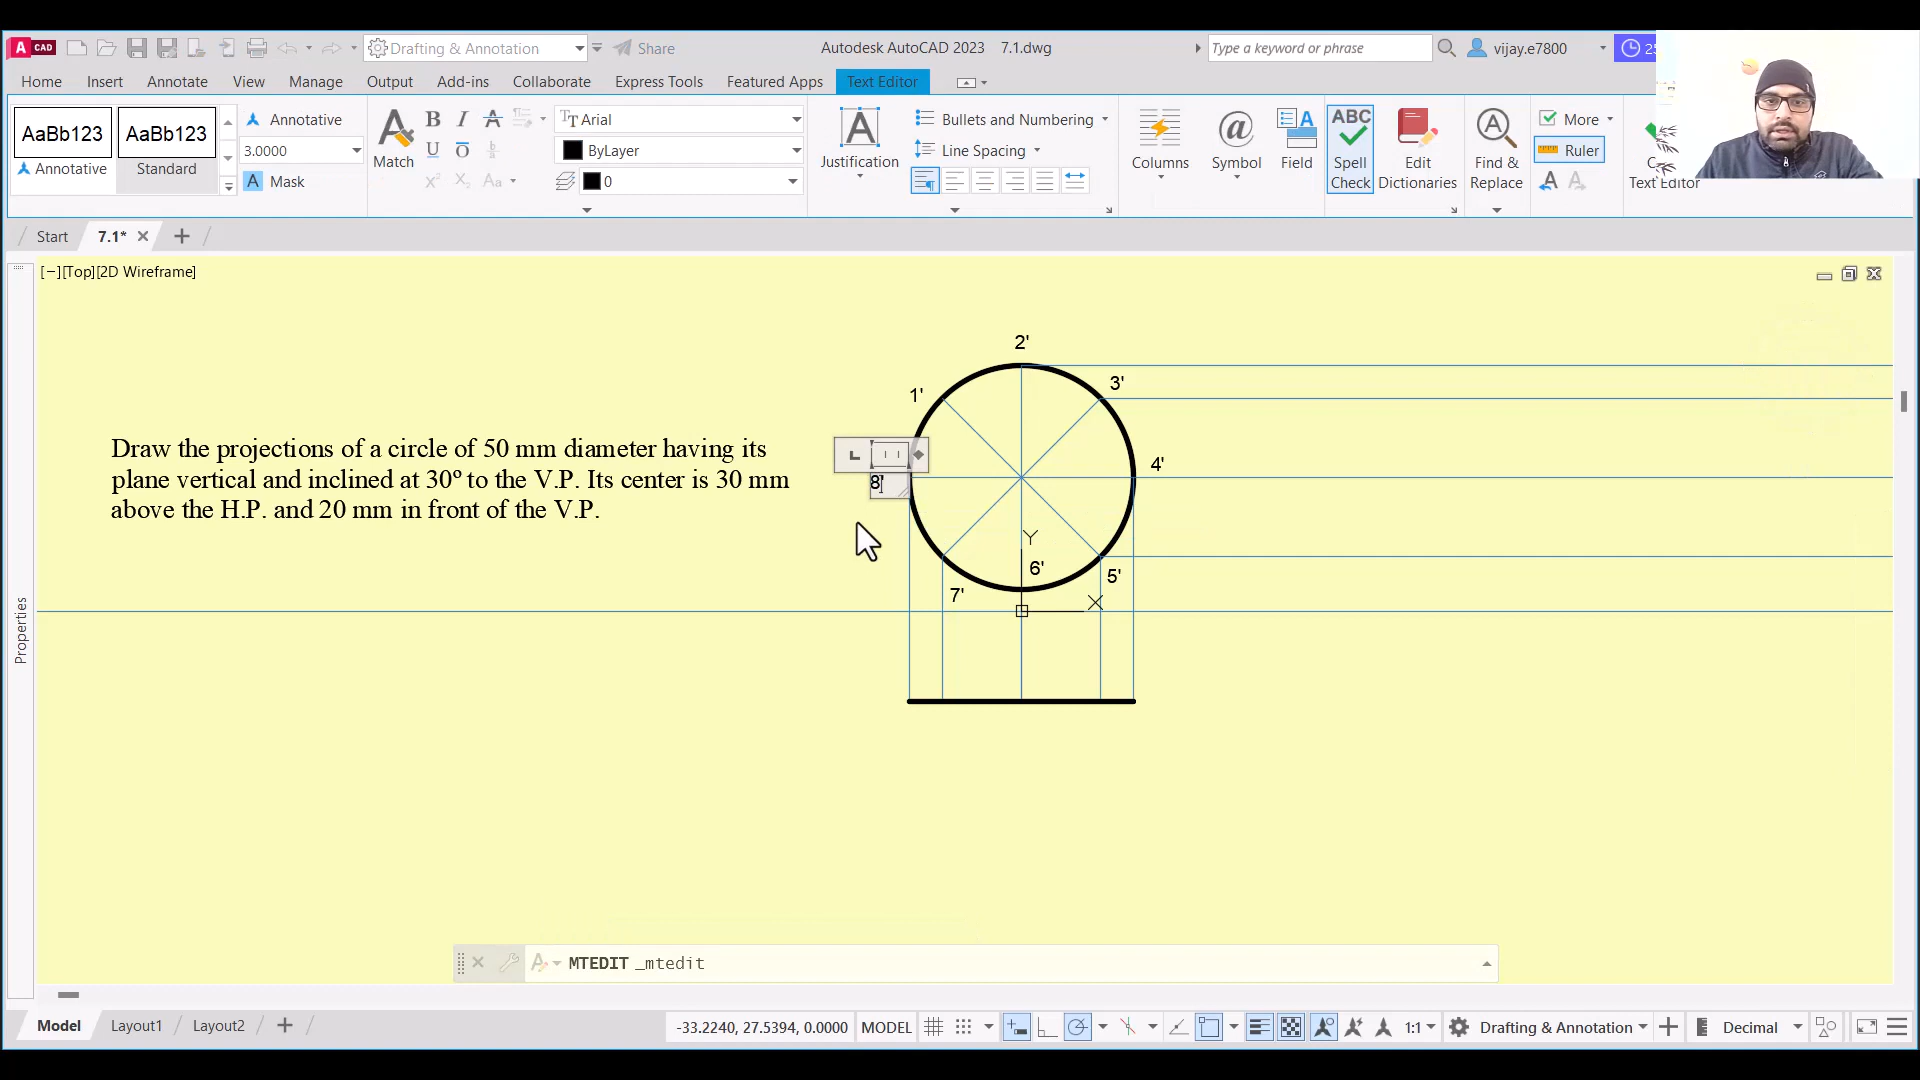 A CAD
Drafting & Annotation
Share
Autodesk AutoCAD 2023 7.1.dwg
Type a keyword or phrase
vijay.e7800
Home Insert Annotate View Manage Output Add-ins Collaborate Express Tools Featured Apps Text Editor
AaBb123 AaBb123
Annotative Standard
Annotative
3.0000
A Mask
Match
Arial
ByLayer
0
Justification
Bullets and Numbering
Line Spacing
Columns
Symbol
Field
ABC
Spell
Check
Edit
Dictionaries
Find &
Replace
More
Ruler
Text Editor
Start 7.1*
[−][Top][2D Wireframe]
Properties
Draw the projections of a circle of 50 mm diameter having its
plane vertical and inclined at 30º to the V.P. Its center is 30 mm
above the H.P. and 20 mm in front of the V.P.
2'
1'
3'
4'
8'
Y
6'
5'
7'
X
MTEDIT _mtedit
Model Layout1 Layout2
-33.2240, 27.5394, 0.0000 MODEL 1:1 Drafting & Annotation Decimal